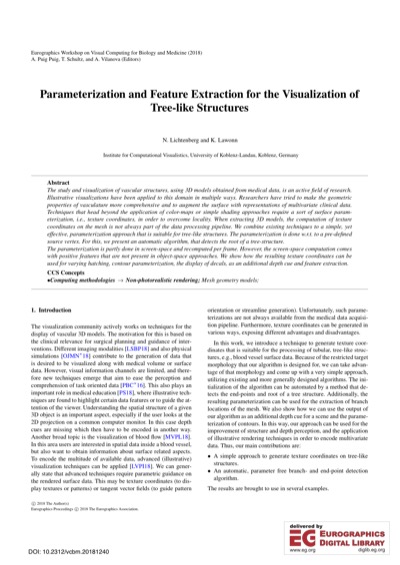 Eurographics Workshop on Visual Computing for Biology and Medicine (2018)
A. Puig Puig, T. Schultz, and A. Vilanova (Editors)
Parameterization and Feature Extraction for the Visualization of
Tree-like Structures
N. Lichtenberg and K. Lawonn
Institute for Computational Visualistics, University of Koblenz-Landau, Koblenz, Germany
Abstract
The study and visualization of vascular structures, using 3D models obtained from medical data, is an active field of research.
Illustrative visualizations have been applied to this domain in multiple ways. Researchers have tried to make the geometric
properties of vasculature more comprehensive and to augment the surface with representations of multivariate clinical data.
Techniques that head beyond the application of color-maps or simple shading approaches require a sort of surface param-
eterization, i.e., texture coordinates, in order to overcome locality. When extracting 3D models, the computation of texture
coordinates on the mesh is not always part of the data processing pipeline. We combine existing techniques to a simple, yet
effective, parameterization approach that is suitable for tree-like structures. The parameterization is done w.r.t. to a pre-defined
source vertex. For this, we present an automatic algorithm, that detects the root of a tree-structure.
The parameterization is partly done in screen-space and recomputed per frame. However, the screen-space computation comes
with positive features that are not present in object-space approaches. We show how the resulting texture coordinates can be
used for varying hatching, contour parameterization, the display of decals, as an additional depth cue and feature extraction.
CCS Concepts
•Computing methodologies → Non-photorealistic rendering; Mesh geometry models;
1. Introduction
The visualization community actively works on techniques for the
display of vascular 3D models. The motivation for this is based on
the clinical relevance for surgical planning and guidance of inter-
ventions. Different imaging modalities [LSBP18] and also physical
simulations [OJMN*18] contribute to the generation of data that
is desired to be visualized along with medical volume or surface
data. However, visual information channels are limited, and there-
fore new techniques emerge that aim to ease the perception and
comprehension of task oriented data [PBC*16]. This also plays an
important role in medical education [PS18], where illustrative tech-
niques are found to highlight certain data features or to guide the at-
tention of the viewer. Understanding the spatial structure of a given
3D object is an important aspect, especially if the user looks at the
2D projection on a common computer monitor. In this case depth
cues are missing which then have to be encoded in another way.
Another broad topic is the visualization of blood flow [MVPL18].
In this area users are interested in spatial data inside a blood vessel,
but also want to obtain information about surface related aspects.
To encode the multitude of available data, advanced (illustrative)
visualization techniques can be applied [LVPI18]. We can gener-
ally state that advanced techniques require parametric guidance on
the rendered surface data. This may be texture coordinates (to dis-
play textures or patterns) or tangent vector fields (to guide pattern
orientation or streamline generation). Unfortunately, such parame-
terizations are not always available from the medical data acquisi-
tion pipeline. Furthermore, texture coordinates can be generated in
various ways, exposing different advantages and disadvantages.
In this work, we introduce a technique to generate texture coor-
dinates that is suitable for the processing of tubular, tree-like struc-
tures, e.g., blood vessel surface data. Because of the restricted target
morphology that our algorithm is designed for, we can take advan-
tage of that morphology and come up with a very simple approach,
utilizing existing and more generally designed algorithms. The ini-
tialization of the algorithm can be automated by a method that de-
tects the end-points and root of a tree structure. Additionally, the
resulting parameterization can be used for the extraction of branch
locations of the mesh. We also show how we can use the output of
our algorithm as an additional depth cue for a scene and the parame-
terization of contours. In this way, our approach can be used for the
improvement of structure and depth perception, and the application
of illustrative rendering techniques in order to encode multivariate
data. Thus, our main contributions are:
• A simple approach to generate texture coordinates on tree-like
structures.
• An automatic, parameter free branch- and end-point detection
algorithm.
The results are brought to use in several examples.
© 2018 The Author(s)
Eurographics Proceedings © 2018 The Eurographics Association.
DOI: 10.2312/vcbm.20181240
delivered by
EG EUROGRAPHICS
DIGITAL LIBRARY
www.eg.org diglib.eg.org